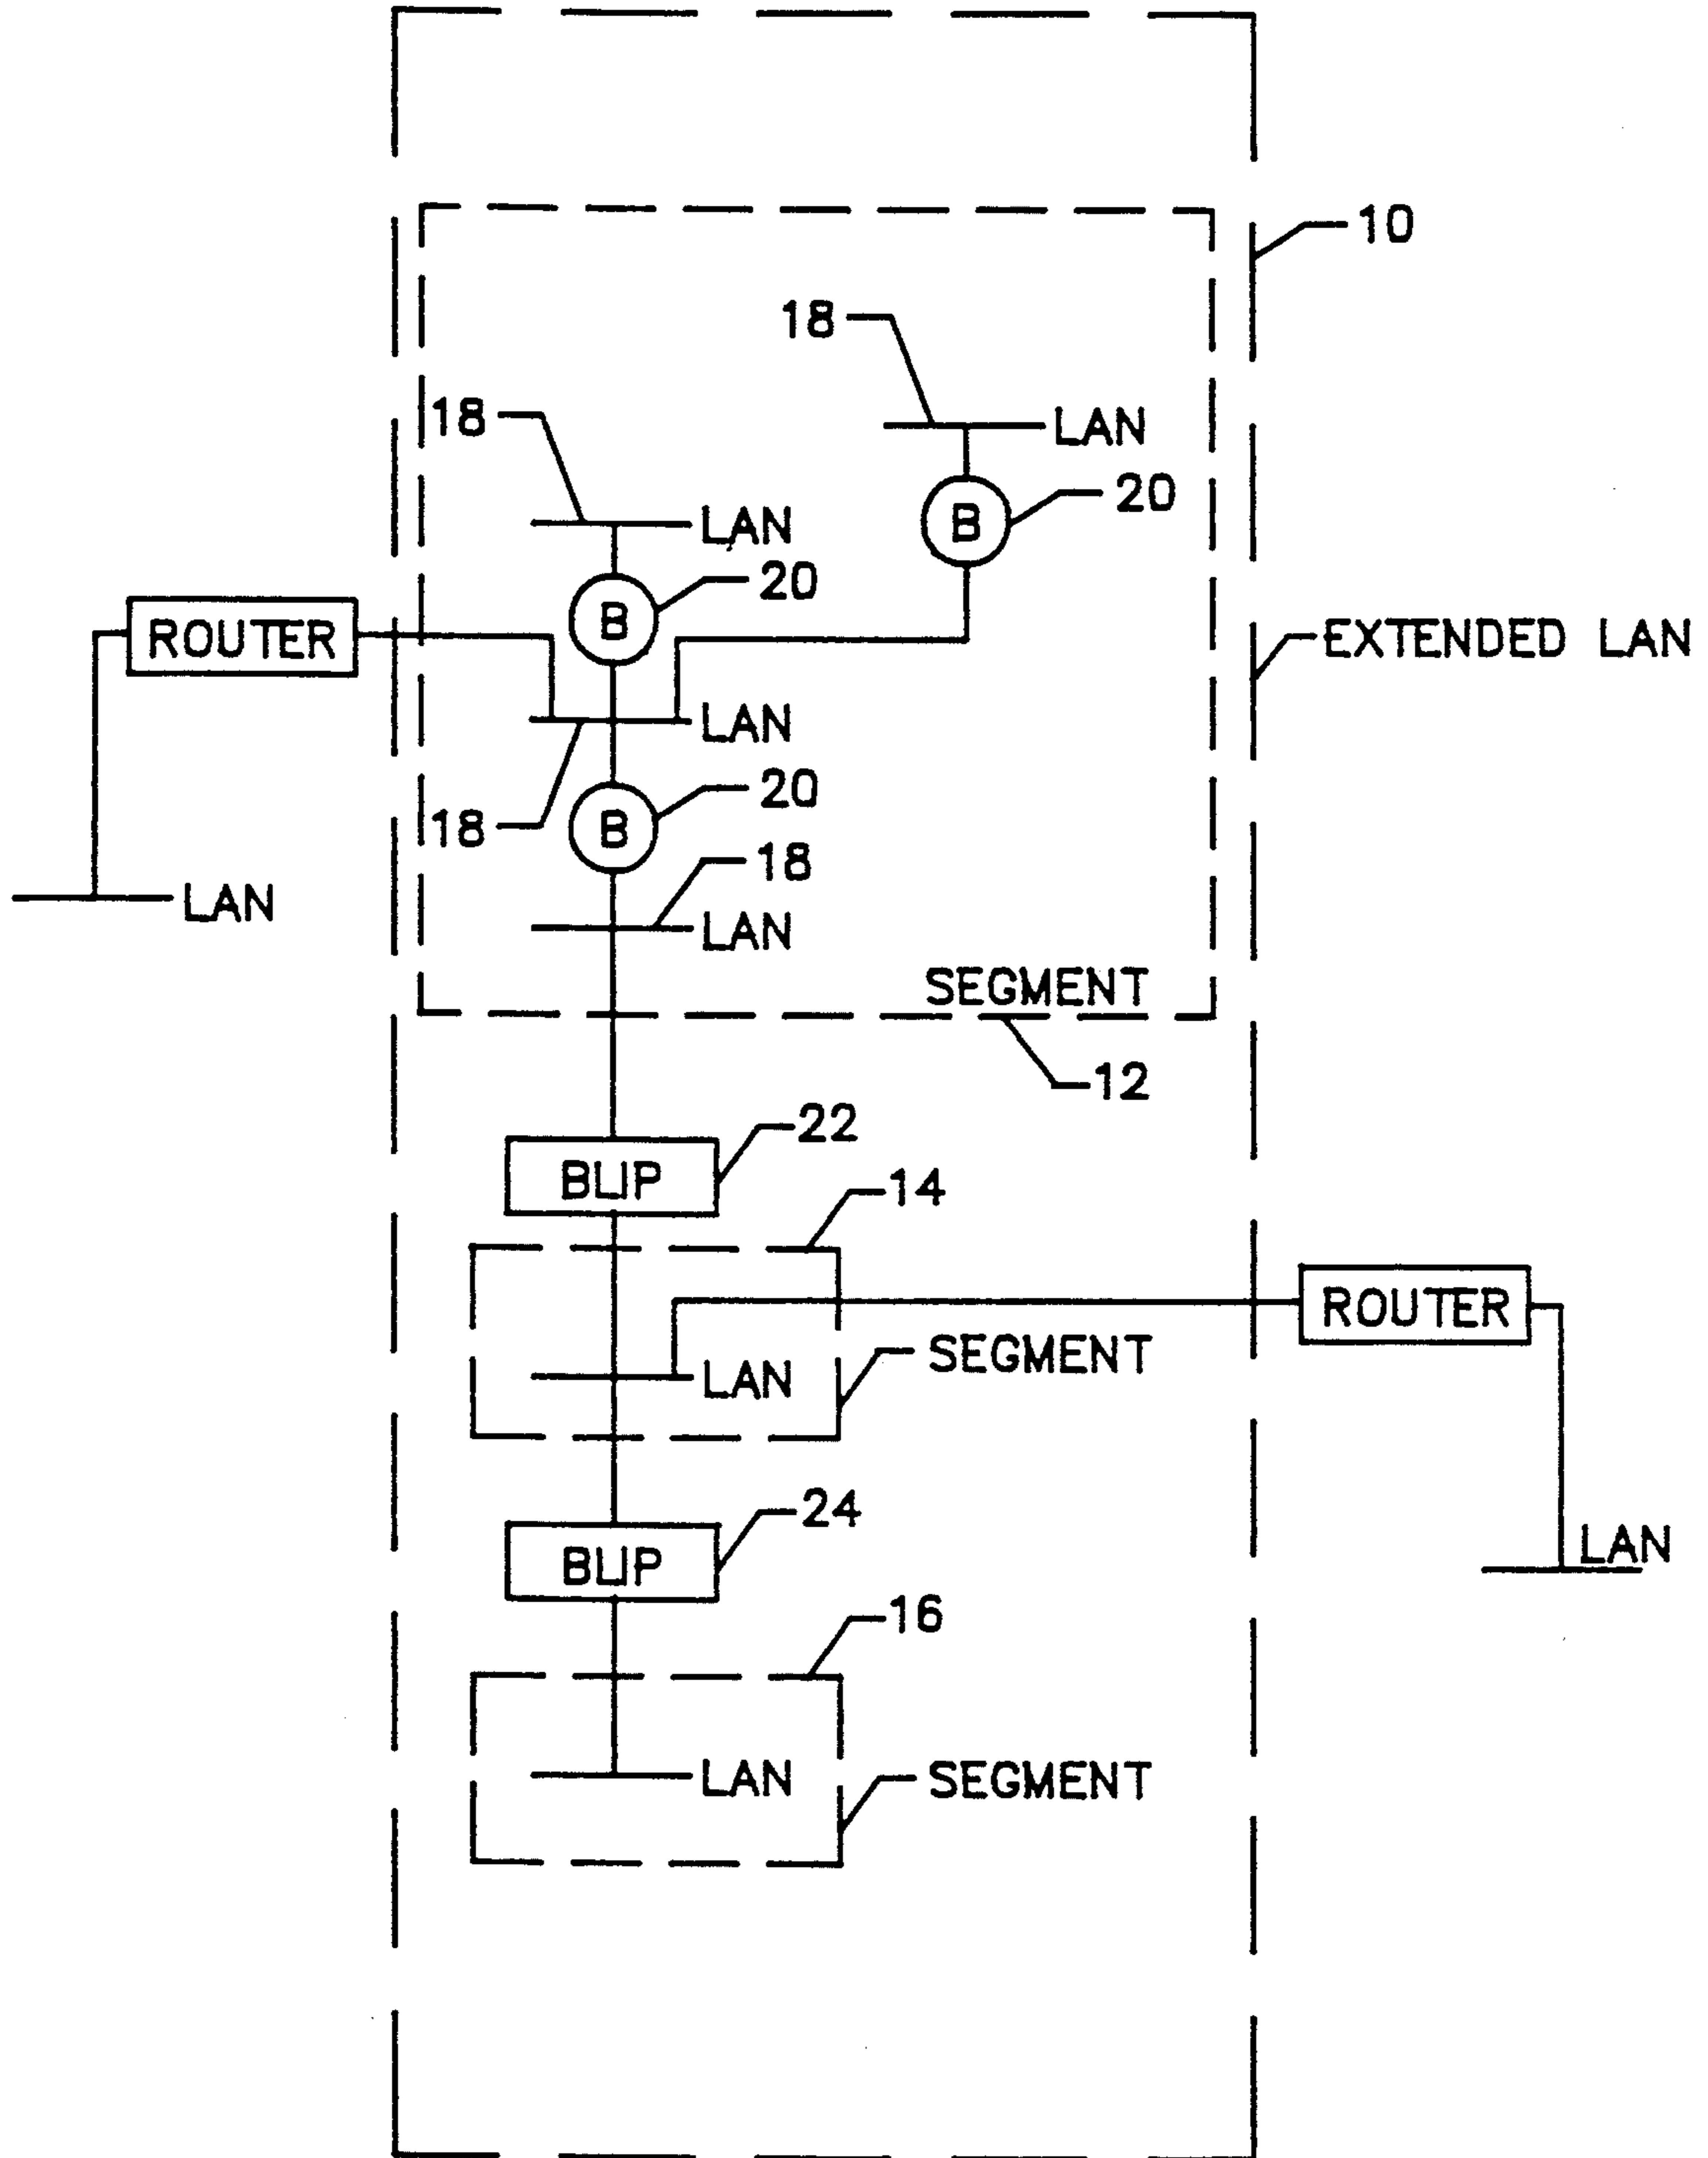 10
18
LAN
18
20
B
LAN
20
B
ROUTER
EXTENDED LAN
LAN
20
18
B
18
LAN
LAN
SEGMENT
12
22
BLIP
14
ROUTER
SEGMENT
LAN
24
BLIP
LAN
16
LAN
SEGMENT